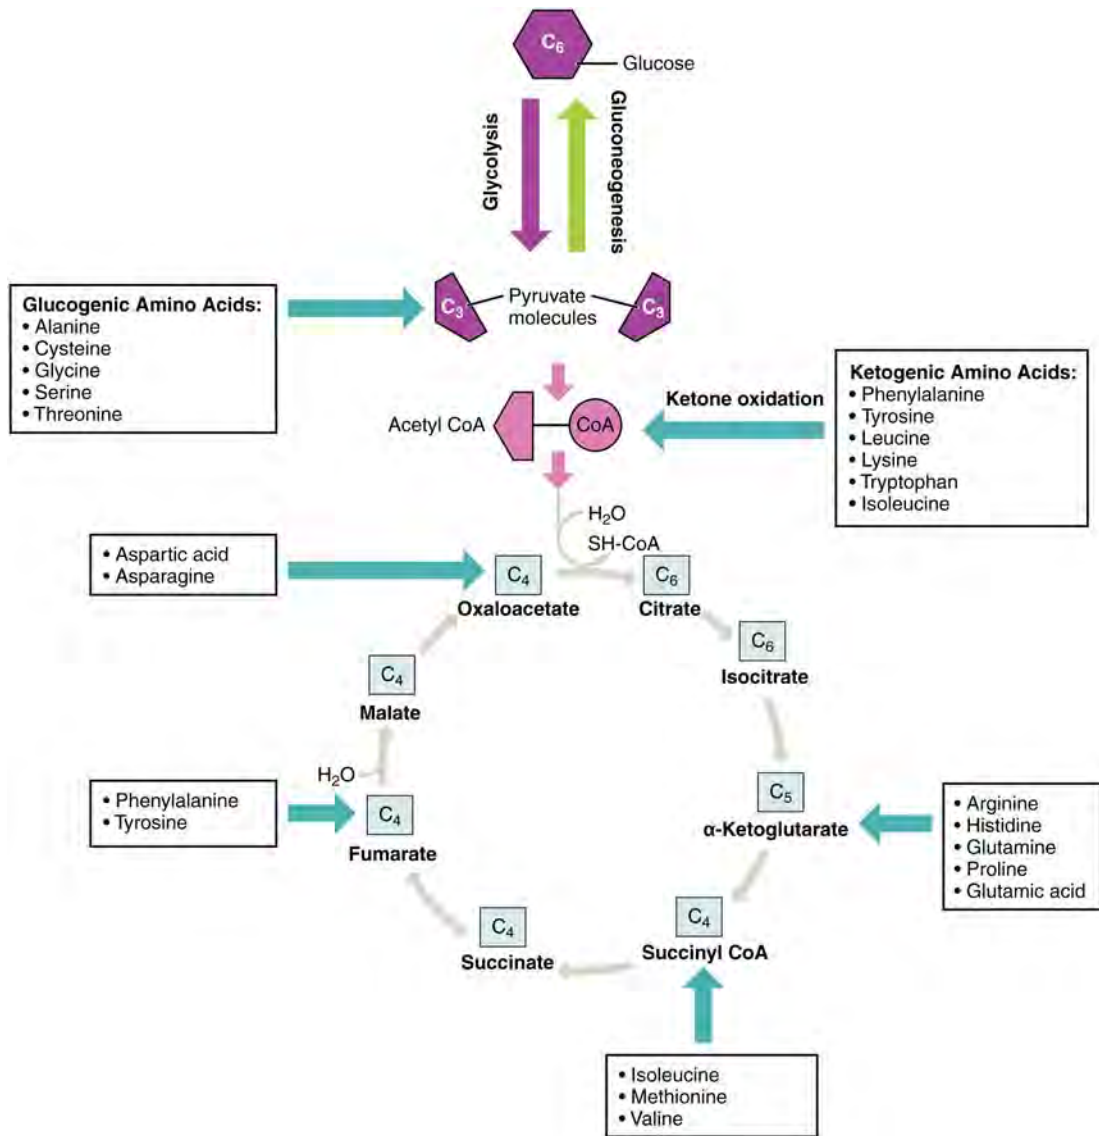 C6
Glucose
Glycolysis
Gluconeogenesis
Glucogenic Amino Acids:
• Alanine
• Cysteine
• Glycine
• Serine
• Threonine
C3
Pyruvate
molecules
C3
Ketogenic Amino Acids:
• Phenylalanine
• Tyrosine
• Leucine
• Lysine
• Tryptophan
• Isoleucine
Ketone oxidation
Acetyl CoA
CoA
H2O
SH-CoA
• Aspartic acid
• Asparagine
C4
Oxaloacetate
C6
Citrate
C6
Isocitrate
C4
Malate
H2O
• Phenylalanine
• Tyrosine
C4
Fumarate
C5
α-Ketoglutarate
• Arginine
• Histidine
• Glutamine
• Proline
• Glutamic acid
C4
Succinate
C4
Succinyl CoA
• Isoleucine
• Methionine
• Valine